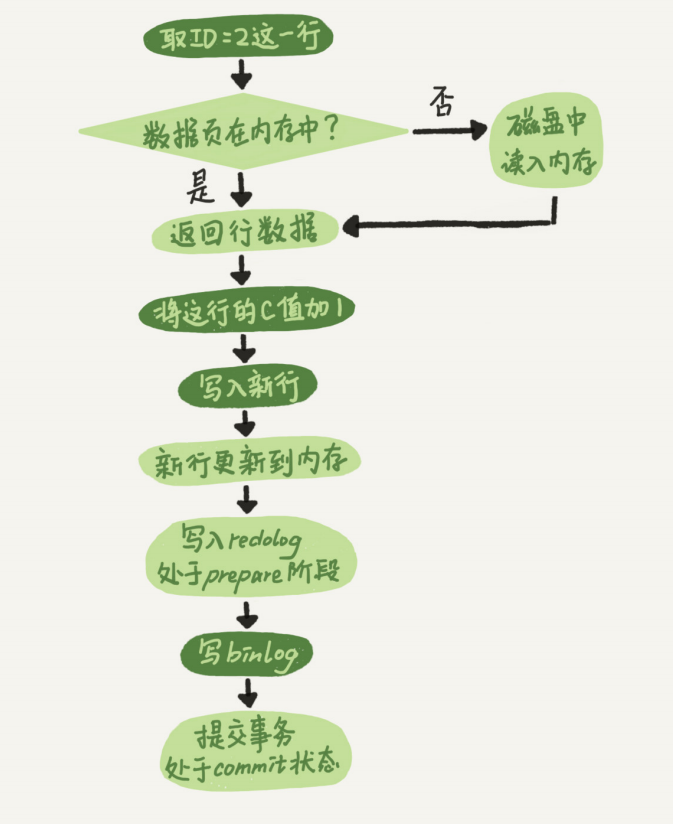 取ID=2这一行
数据页在内存中？
否
磁盘中
读入内存
是
返回行数据
将这行的C值加1
写入新行
新行更新到内存
写入redolog
处于prepare阶段
写binlog
提交事务
处于commit状态